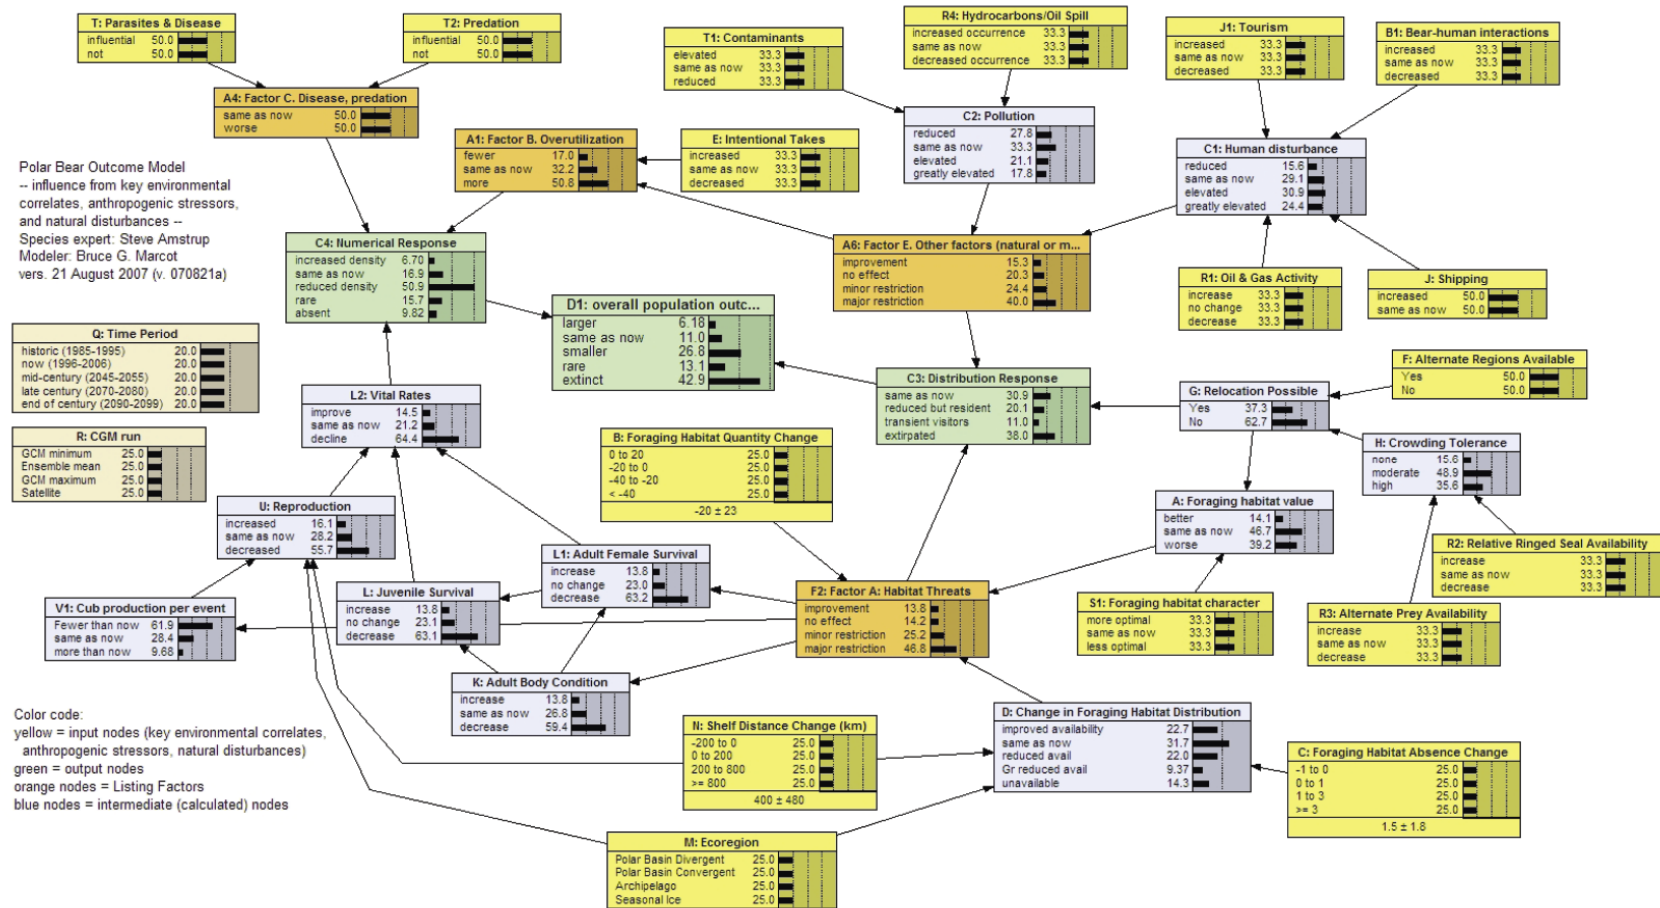 T: Parasites & Disease
influential 50.0
not 50.0
T2: Predation
influential 50.0
not 50.0
T1: Contaminants
elevated 33.3
same as now 33.3
reduced 33.3
R4: Hydrocarbons/Oil Spill
increased occurrence 33.3
same as now 33.3
decreased occurrence 33.3
J1: Tourism
increased 33.3
same as now 33.3
decreased 33.3
B1: Bear-human interactions
increased 33.3
same as now 33.3
decreased 33.3
A4: Factor C. Disease, predation
same as now 50.0
worse 50.0
A1: Factor B. Overutilization
fewer 17.0
same as now 32.2
more 50.8
E: Intentional Takes
increased 33.3
same as now 33.3
decreased 33.3
C2: Pollution
reduced 27.8
same as now 33.3
elevated 21.1
greatly elevated 17.8
C1: Human disturbance
reduced 15.6
same as now 29.1
elevated 30.9
greatly elevated 24.4
Polar Bear Outcome Model
-- influence from key environmental
correlates, anthropogenic stressors,
and natural disturbances --
Species expert: Steve Amstrup
Modeler: Bruce G. Marcot
vers. 21 August 2007 (v. 070821a)
C4: Numerical Response
increased density 6.70
same as now 16.9
reduced density 50.9
rare 15.7
absent 9.82
A6: Factor E. Other factors (natural or m...
improvement 15.3
no effect 20.3
minor restriction 24.4
major restriction 40.0
R1: Oil & Gas Activity
increase 33.3
no change 33.3
decrease 33.3
J: Shipping
increased 50.0
same as now 50.0
D1: overall population outc...
larger 6.18
same as now 11.0
smaller 26.8
rare 13.1
extinct 42.9
Q: Time Period
historic (1985-1995) 20.0
now (1996-2006) 20.0
mid-century (2045-2055) 20.0
late century (2070-2080) 20.0
end of century (2090-2099) 20.0
L2: Vital Rates
improve 14.5
same as now 21.2
decline 64.4
C3: Distribution Response
same as now 30.9
reduced but resident 20.1
transient visitors 11.0
extirpated 38.0
G: Relocation Possible
Yes 37.3
No 62.7
F: Alternate Regions Available
Yes 50.0
No 50.0
R: CGM run
GCM minimum 25.0
Ensemble mean 25.0
GCM maximum 25.0
Satellite 25.0
B: Foraging Habitat Quantity Change
0 to 20 25.0
-20 to 0 25.0
-40 to -20 25.0
< -40 25.0
-20 ± 23
H: Crowding Tolerance
none 15.6
moderate 48.9
high 35.6
U: Reproduction
increased 16.1
same as now 28.2
decreased 55.7
A: Foraging habitat value
better 14.1
same as now 46.7
worse 39.2
R2: Relative Ringed Seal Availability
increase 33.3
same as now 33.3
decrease 33.3
L1: Adult Female Survival
increase 13.8
no change 23.0
decrease 63.2
L: Juvenile Survival
increase 13.8
no change 23.1
decrease 63.1
F2: Factor A: Habitat Threats
improvement 13.8
no effect 14.2
minor restriction 25.2
major restriction 46.8
S1: Foraging habitat character
more optimal 33.3
same as now 33.3
less optimal 33.3
R3: Alternate Prey Availability
increase 33.3
same as now 33.3
decrease 33.3
V1: Cub production per event
Fewer than now 61.9
same as now 28.4
more than now 9.68
K: Adult Body Condition
increase 13.8
same as now 26.8
decrease 59.4
Color code:
yellow = input nodes (key environmental correlates,
anthropogenic stressors, natural disturbances)
green = output nodes
orange nodes = Listing Factors
blue nodes = intermediate (calculated) nodes
N: Shelf Distance Change (km)
-200 to 0 25.0
0 to 200 25.0
200 to 800 25.0
>= 800 25.0
400 ± 480
D: Change in Foraging Habitat Distribution
improved availability 22.7
same as now 31.7
reduced avail 22.0
Gr reduced avail 9.37
unavailable 14.3
C: Foraging Habitat Absence Change
-1 to 0 25.0
0 to 1 25.0
1 to 3 25.0
>= 3 25.0
1.5 ± 1.8
M: Ecoregion
Polar Basin Divergent 25.0
Polar Basin Convergent 25.0
Archipelago 25.0
Seasonal Ice 25.0